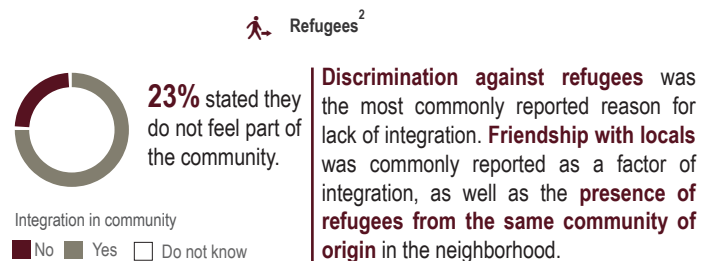 Refugees2
23% stated they
do not feel part of
the community.
Integration in community
No Yes Do not know
Discrimination against refugees was
the most commonly reported reason for
lack of integration. Friendship with locals
was commonly reported as a factor of
integration, as well as the presence of
refugees from the same community of
origin in the neighborhood.